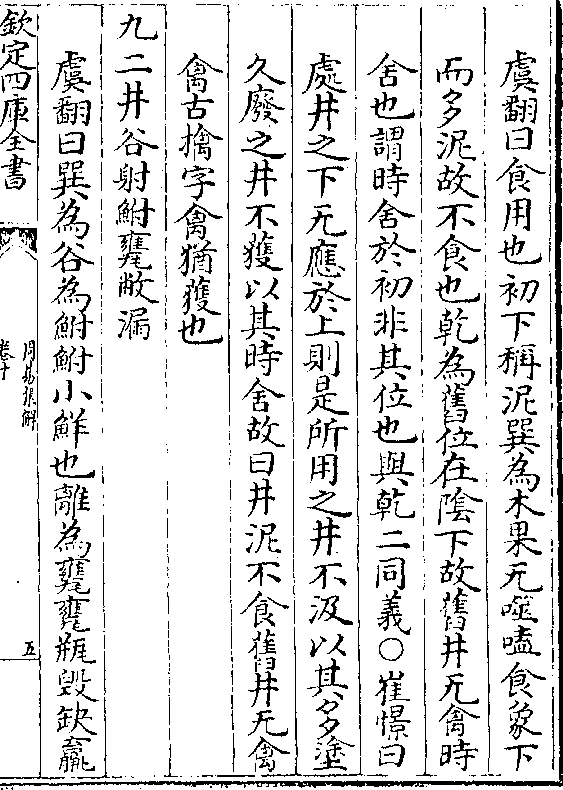 虞翻曰食用也初下稱泥巽為木果无噬嗑食象下
而多泥故不食也乾為舊位在陰下故舊井无禽時
舍也謂時舍於初非其位也與乾二同義○崔憬曰
處井之下无應於上則是所用之井不汲以其多塗
久廢之井不獲以其時舍故曰井泥不食舊井无禽
禽古擒字禽猶獲也
九二井谷射鮒甕敝漏
虞翻曰巽為谷為鮒鮒小鮮也離為甕甕瓶毀缺羸
欽定四庫全書
周易集解
卷十
五